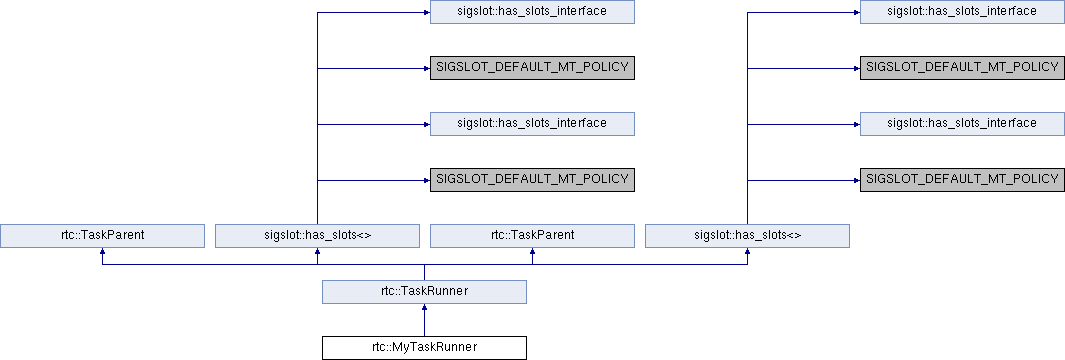 sigslot::has_slots_interface
sigslot::has_slots_interface
SIGSLOT_DEFAULT_MT_POLICY
SIGSLOT_DEFAULT_MT_POLICY
sigslot::has_slots_interface
sigslot::has_slots_interface
SIGSLOT_DEFAULT_MT_POLICY
SIGSLOT_DEFAULT_MT_POLICY
rtc::TaskParent
sigslot::has_slots<>
rtc::TaskParent
sigslot::has_slots<>
rtc::TaskRunner
rtc::MyTaskRunner